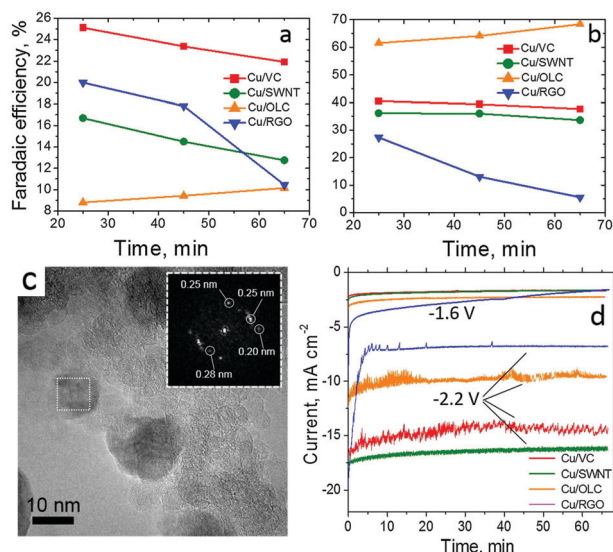 26
24
22
20
18
16
14
12
10
8
Faradaic efficiency, %
20 30 40 50 60 70
Time, min
a
Cu/VC
Cu/SWNT
Cu/OLC
Cu/RGO
70
60
50
40
30
20
10
0
20 30 40 50 60 70
Time, min
b
Cu/VC
Cu/SWNT
Cu/OLC
Cu/RGO
c
0.25 nm
0.25 nm
0.20 nm
0.28 nm
10 nm
0
-5
-10
-15
-20
Current, mA cm⁻²
0 10 20 30 40 50 60
Time, min
d
-1.6 V
-2.2 V
Cu/VC
Cu/SWNT
Cu/OLC
Cu/RGO